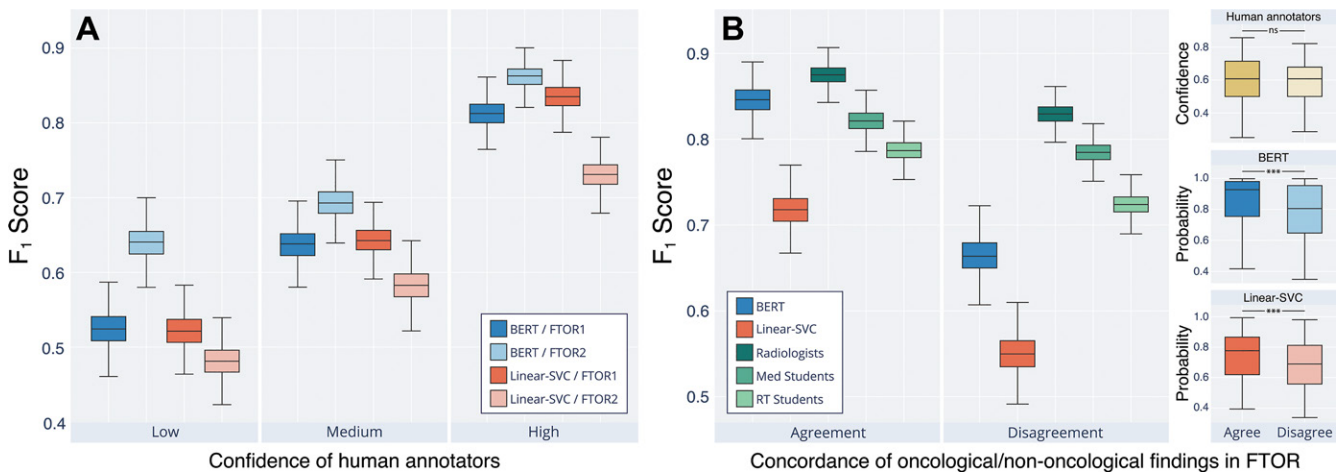 A
F1 Score
0.9
0.8
0.7
0.6
0.5
0.4
BERT / FTOR1
BERT / FTOR2
Linear-SVC / FTOR1
Linear-SVC / FTOR2
Low Medium High
Confidence of human annotators
B
F1 Score
0.9
0.8
0.7
0.6
0.5
BERT
Linear-SVC
Radiologists
Med Students
RT Students
Agreement Disagreement
Concordance of oncological/non-oncological findings in FTOR
Human annotators
ns
Confidence
0.8
0.6
0.4
BERT
***
Probability
1.0
0.8
0.6
0.4
Linear-SVC
***
Probability
1.0
0.8
0.6
0.4
Agree Disagree